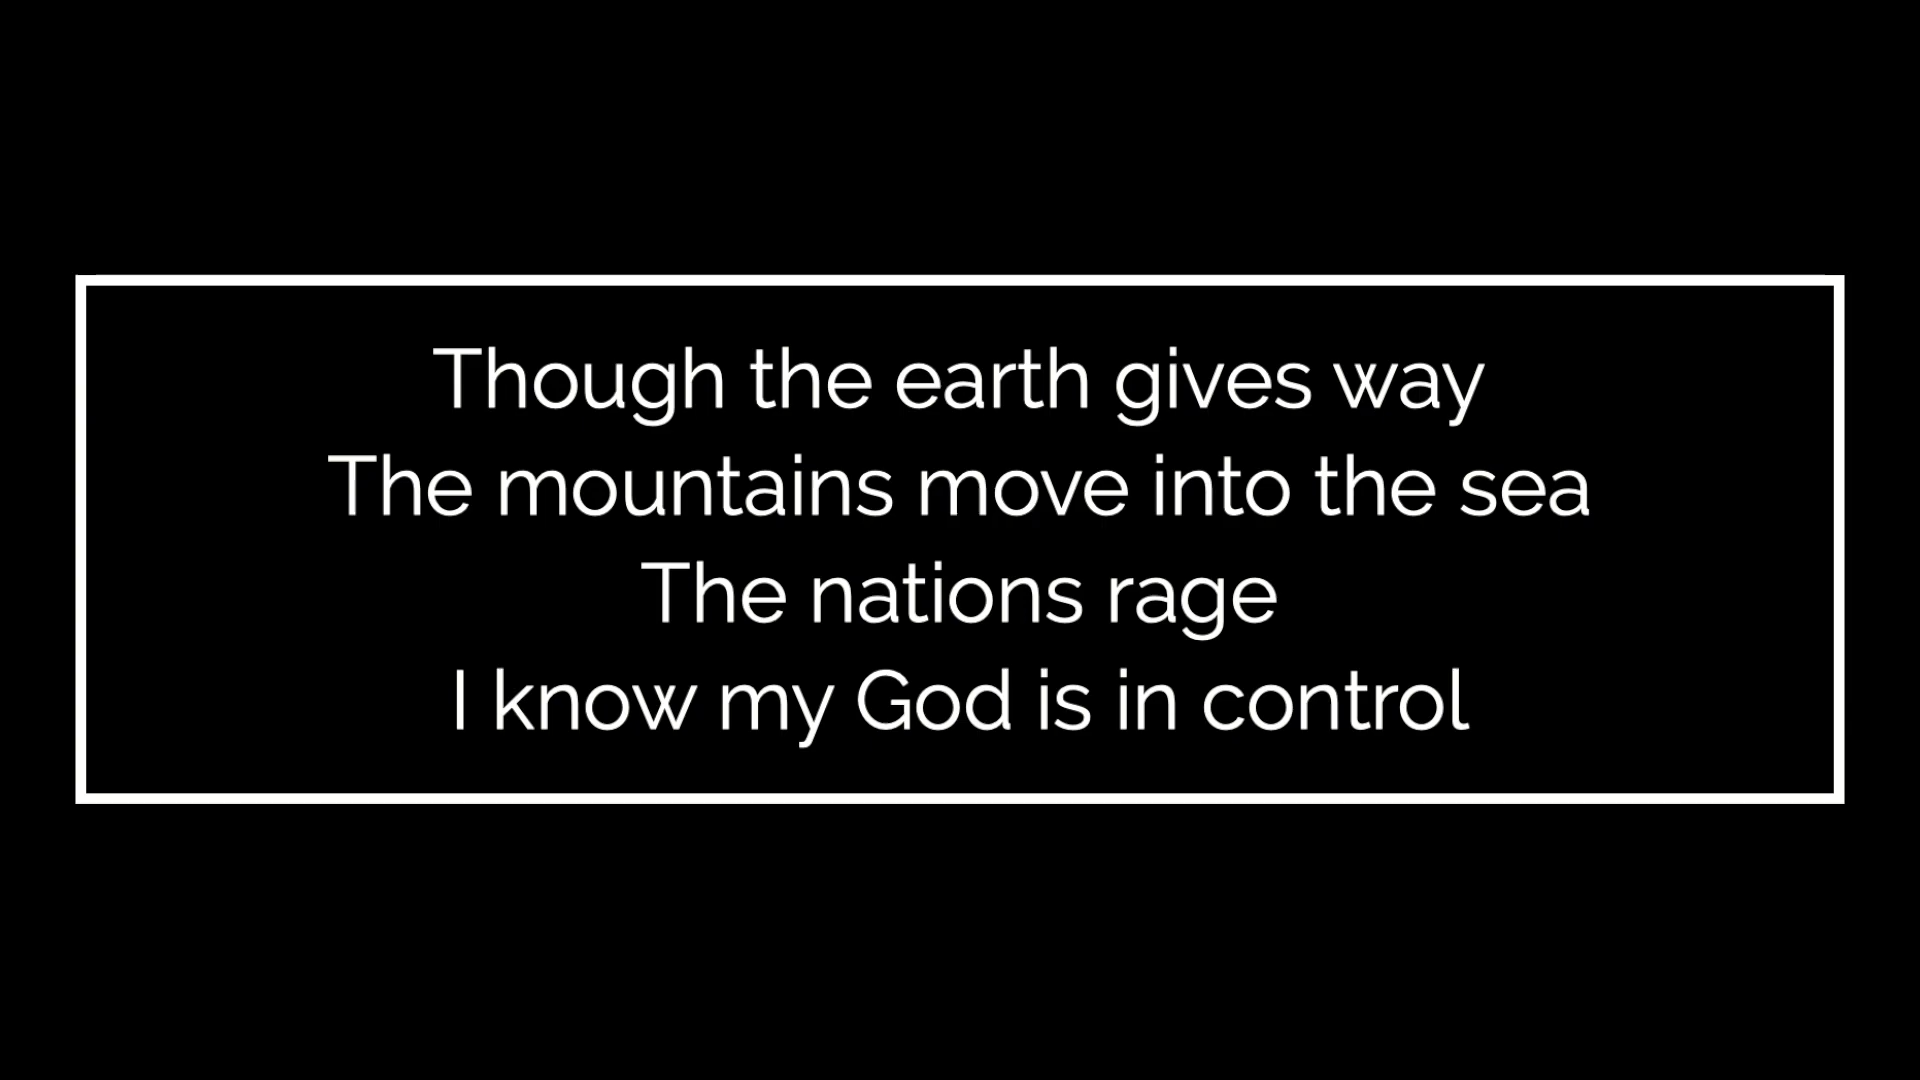 Though the earth gives way
The mountains move into the sea
The nations rage
I know my God is in control